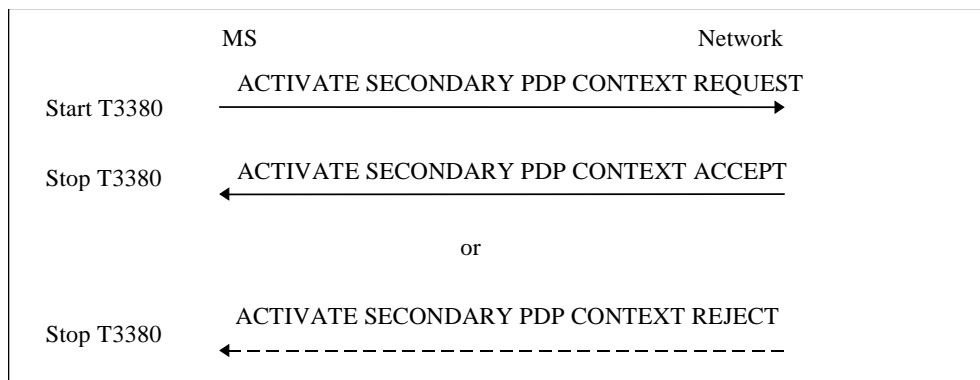 MS Network
ACTIVATE SECONDARY PDP CONTEXT REQUEST
Start T3380
ACTIVATE SECONDARY PDP CONTEXT ACCEPT
Stop T3380
or
ACTIVATE SECONDARY PDP CONTEXT REJECT
Stop T3380